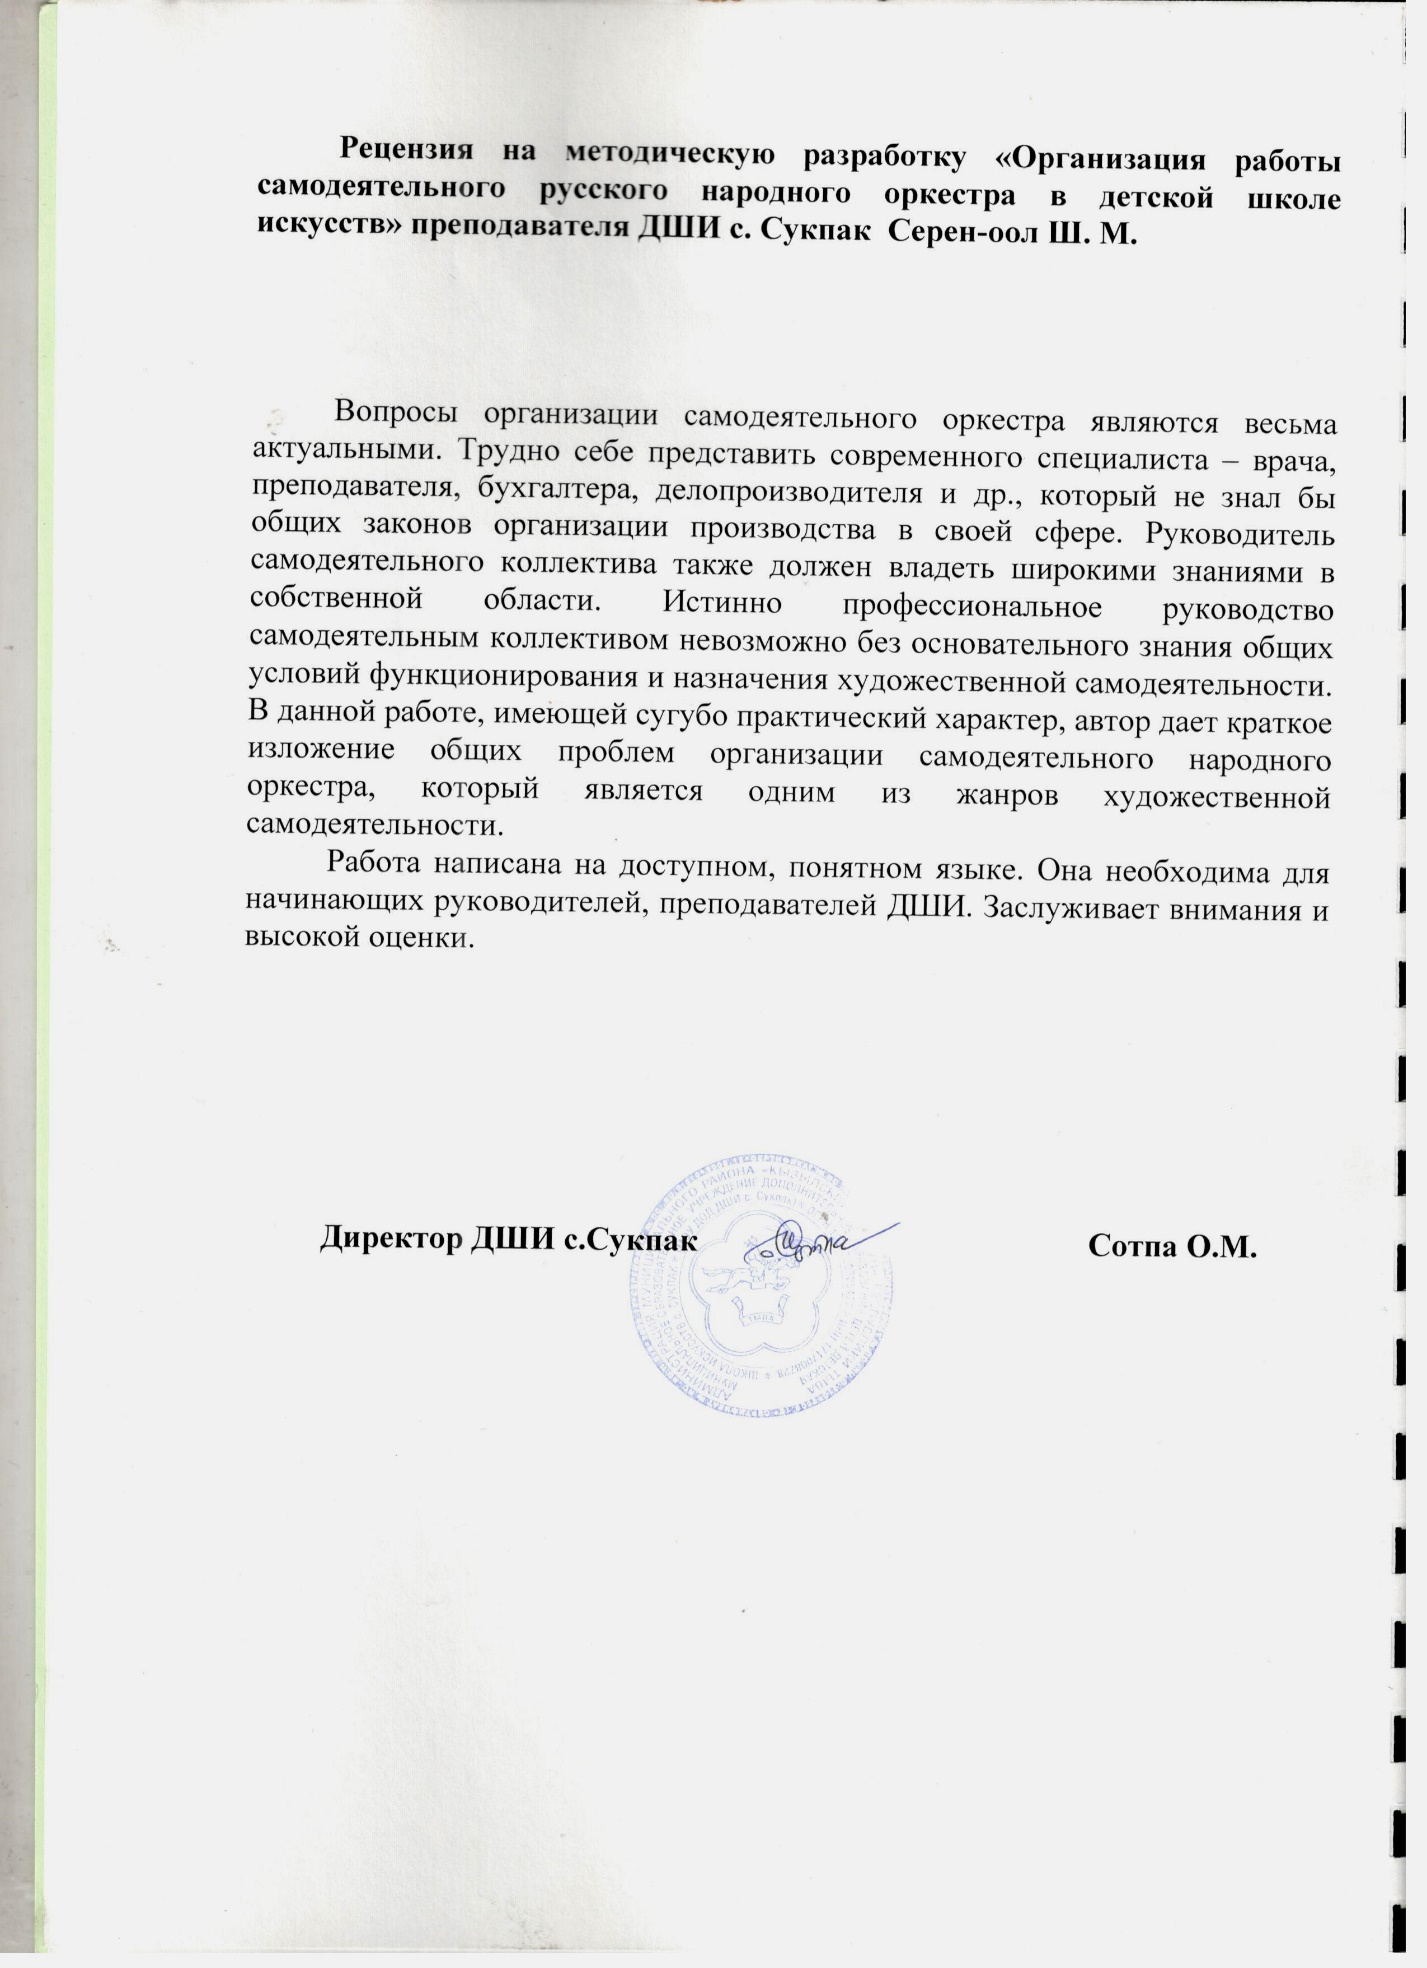 Рецензия на методическую разработку «Организация работы
самодеятельного русского народного оркестра в детской школе
искусств» преподавателя ДШИ с. Сукпак Серен-оол Ш. М.
Вопросы организации самодеятельного оркестра являются весьма
актуальными. Трудно себе представить современного специалиста – врача,
преподавателя, бухгалтера, делопроизводителя и др., который не знал бы
общих законов организации производства в своей сфере. Руководитель
самодеятельного коллектива также должен владеть широкими знаниями в
собственной области. Истинно профессиональное руководство
самодеятельным коллективом невозможно без основательного знания общих
условий функционирования и назначения художественной самодеятельности.
В данной работе, имеющей сугубо практический характер, автор дает краткое
изложение общих проблем организации самодеятельного народного
оркестра, который является одним из жанров художественной
самодеятельности.
Работа написана на доступном, понятном языке. Она необходима для
начинающих руководителей, преподавателей ДШИ. Заслуживает внимания и
высокой оценки.
Директор ДШИ с.Сукпак Сотпа О.М.